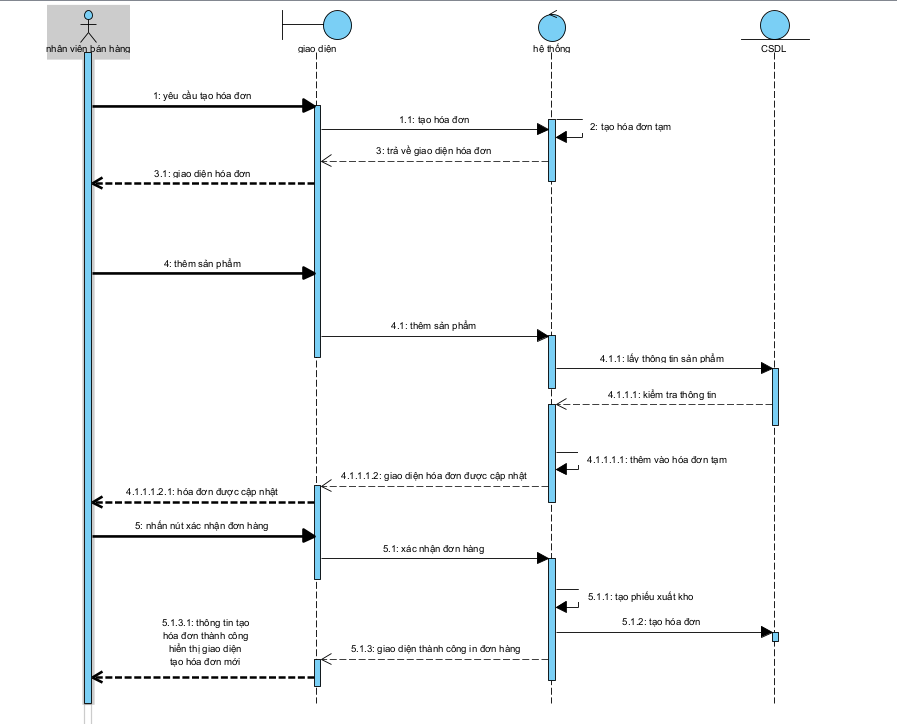 nhân viên bán hàng
giao diện
hệ thống
CSDL
1: yêu cầu tạo hóa đơn
1.1: tạo hóa đơn
2: tạo hóa đơn tạm
3: trả về giao diện hóa đơn
3.1: giao diện hóa đơn
4: thêm sản phẩm
4.1: thêm sản phẩm
4.1.1: lấy thông tin sản phẩm
4.1.1.1: kiểm tra thông tin
4.1.1.1.1: thêm vào hóa đơn tạm
4.1.1.1.2: giao diện hóa đơn được cập nhật
4.1.1.1.2.1: hóa đơn được cập nhật
5: nhấn nút xác nhận đơn hàng
5.1: xác nhận đơn hàng
5.1.1: tạo phiếu xuất kho
5.1.2: tạo hóa đơn
5.1.3: giao diện thành công in đơn hàng
5.1.3.1: thông tin tạo
hóa đơn thành công
hiển thị giao diện
tạo hóa đơn mới